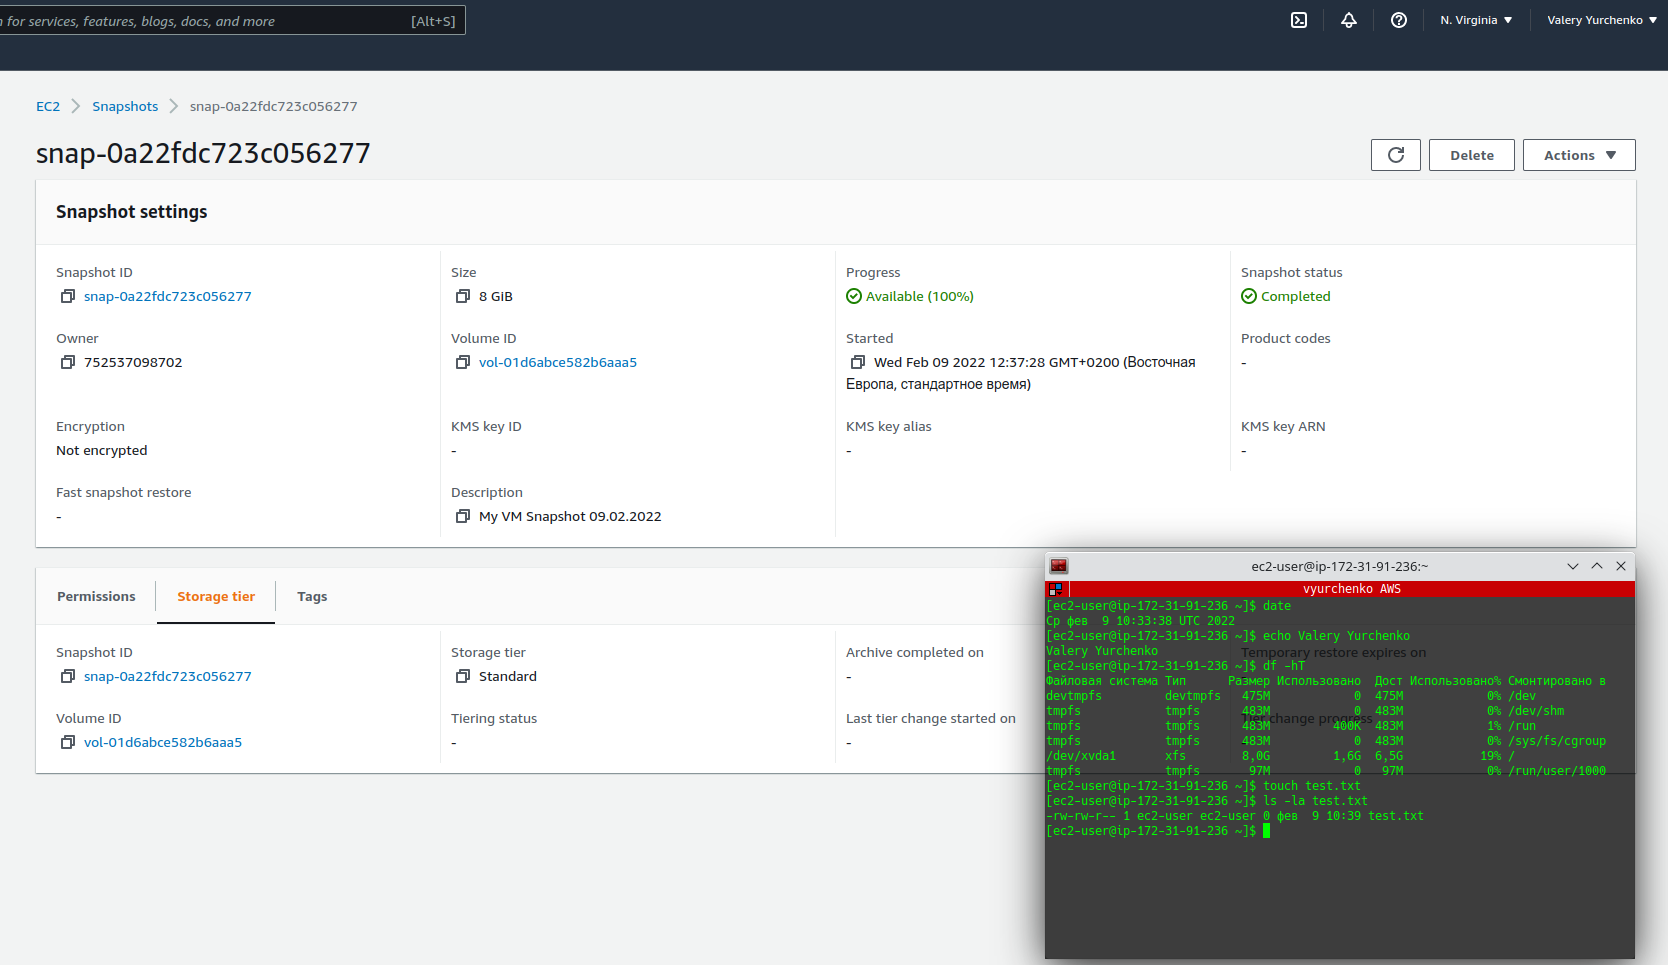 n for services, features, blogs, docs, and more [Alt+S] N. Virginia ▼ Valery Yurchenko ▼
EC2 > Snapshots > snap-0a22fdc723c056277
snap-0a22fdc723c056277
Delete Actions ▼
Snapshot settings
Snapshot ID Size Progress Snapshot status
snap-0a22fdc723c056277 8 GiB Available (100%) Completed
Owner Volume ID Started Product codes
752537098702 vol-01d6abce582b6aaa5 Wed Feb 09 2022 12:37:28 GMT+0200 (Восточная -
Европа, стандартное время)
Encryption KMS key ID KMS key alias KMS key ARN
Not encrypted - - -
Fast snapshot restore Description
- My VM Snapshot 09.02.2022
Permissions Storage tier Tags
Snapshot ID Storage tier Archive completed on Temporary restore expires on
snap-0a22fdc723c056277 Standard -
Volume ID Tiering status Last tier change started on Tier change progress
vol-01d6abce582b6aaa5 - -
ec2-user@ip-172-31-91-236:~
vyurchenko AWS
[ec2-user@ip-172-31-91-236 ~]$ date
Ср фев  9 10:33:38 UTC 2022
[ec2-user@ip-172-31-91-236 ~]$ echo Valery Yurchenko
Valery Yurchenko
[ec2-user@ip-172-31-91-236 ~]$ df -hT
Файловая система Тип      Размер Использовано  Дост Использовано% Смонтировано в
devtmpfs         devtmpfs   475M            0  475M            0% /dev
tmpfs            tmpfs      483M            0  483M            0% /dev/shm
tmpfs            tmpfs      483M         400K  483M            1% /run
tmpfs            tmpfs      483M            0  483M            0% /sys/fs/cgroup
/dev/xvda1       xfs        8,0G         1,6G  6,5G           19% /
tmpfs            tmpfs       97M            0   97M            0% /run/user/1000
[ec2-user@ip-172-31-91-236 ~]$ touch test.txt
[ec2-user@ip-172-31-91-236 ~]$ ls -la test.txt
-rw-rw-r-- 1 ec2-user ec2-user 0 фев  9 10:39 test.txt
[ec2-user@ip-172-31-91-236 ~]$